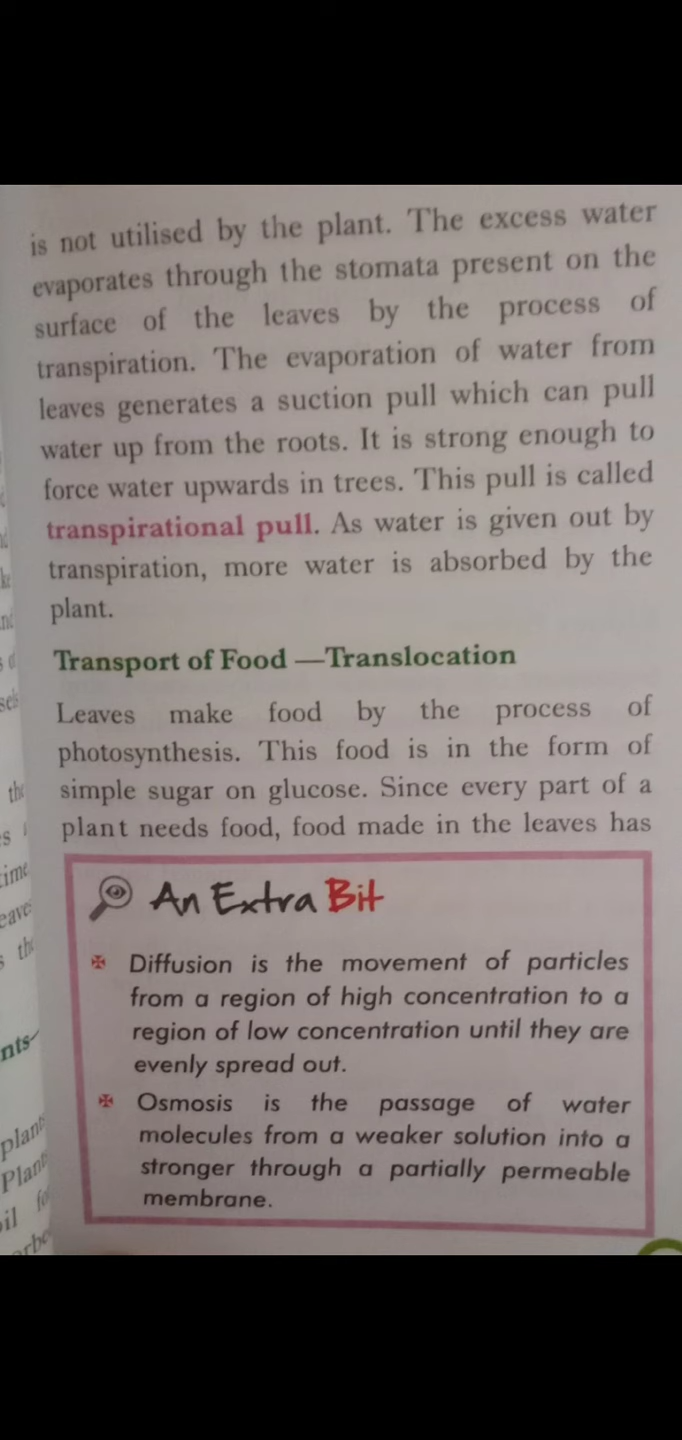 is not utilised by the plant. The excess water
evaporates through the stomata present on the
surface of the leaves by the process of
transpiration. The evaporation of water from
leaves generates a suction pull which can pull
water up from the roots. It is strong enough to
force water upwards in trees. This pull is called
transpirational pull. As water is given out by
transpiration, more water is absorbed by the
plant.
Transport of Food —Translocation
Leaves make food by the process of
photosynthesis. This food is in the form of
simple sugar on glucose. Since every part of a
plant needs food, food made in the leaves has
An Extra Bit
Diffusion is the movement of particles
from a region of high concentration to a
region of low concentration until they are
evenly spread out.
Osmosis is the passage of water
molecules from a weaker solution into a
stronger through a partially permeable
membrane.